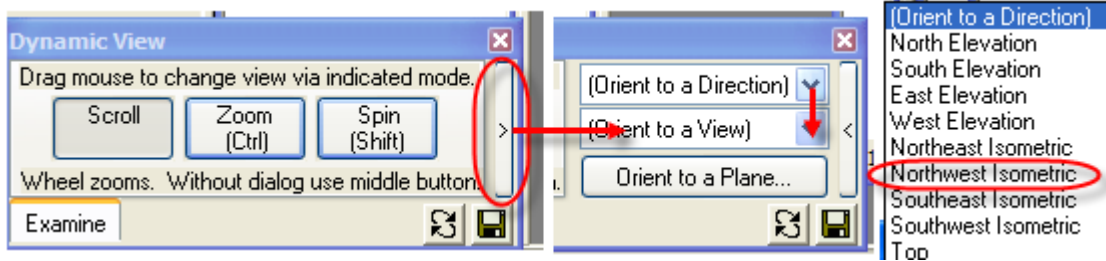 Dynamic View
Drag mouse to change view via indicated mode.
Scroll
Zoom
(Ctrl)
Spin
(Shift)
>
Wheel zooms. Without dialog use middle button.
Examine
(Orient to a Direction)
(Orient to a View)
<
Orient to a Plane...
(Orient to a Direction)
North Elevation
South Elevation
East Elevation
West Elevation
Northeast Isometric
Northwest Isometric
Southeast Isometric
Southwest Isometric
Top